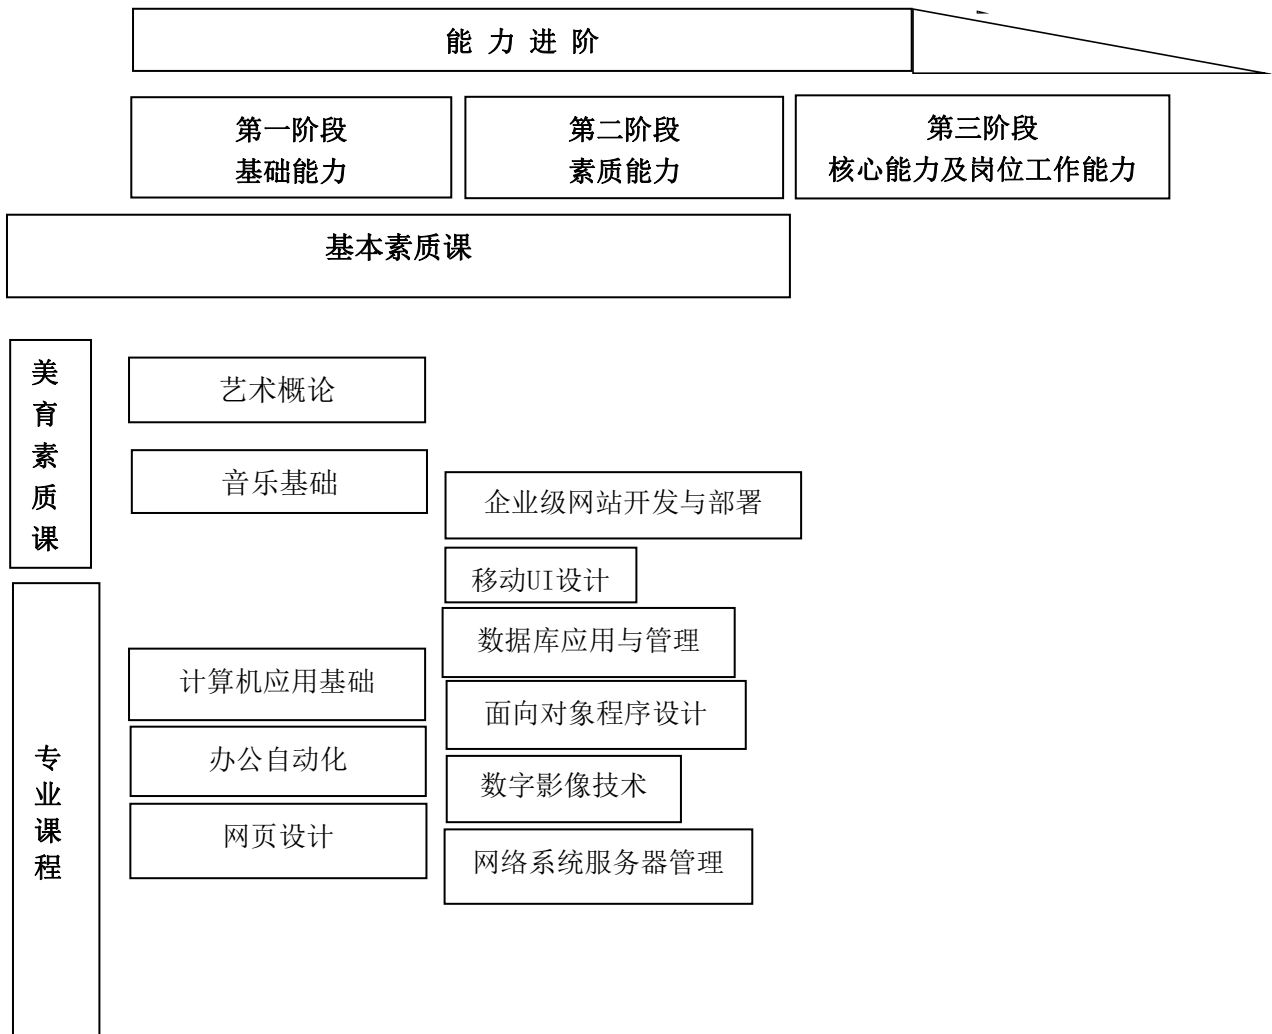 能 力 进 阶
第一阶段
基础能力
第二阶段
素质能力
第三阶段
核心能力及岗位工作能力
基本素质课
美
育
素
质
课
艺术概论
音乐基础
企业级网站开发与部署
移动UI设计
数据库应用与管理
计算机应用基础
面向对象程序设计
办公自动化
数字影像技术
网页设计
网络系统服务器管理
专
业
课
程